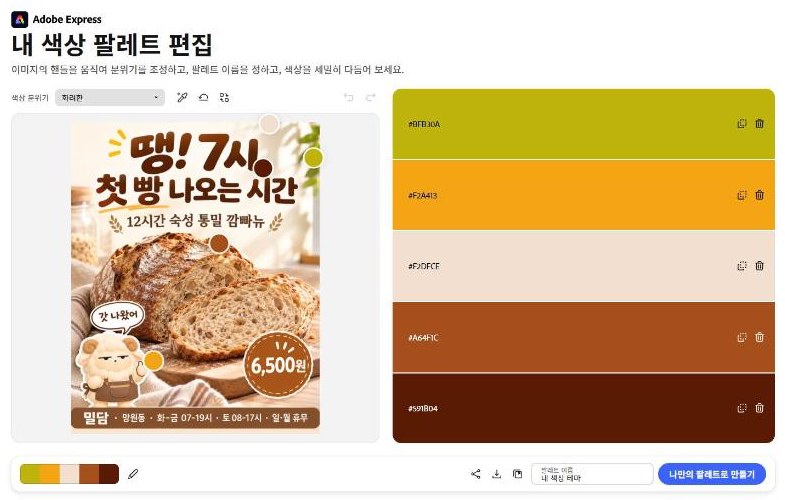 Adobe Express
내 색상 팔레트 편집
이미지의 핸들을 움직여 분위기를 조성하고, 팔레트 이름을 정하고, 색상을 세밀히 다듬어 보세요.
색상 분위기
화려한
땡! 7시,
첫 빵 나오는 시간
12시간 숙성 통밀 깜빠뉴
갓 나왔어
6,500원
밀담 · 망원동 · 화-금 07-19시 · 토 08-17시 · 일·월 휴무
#BFB30A
#F2A413
#F2DFCE
#A64F1C
#591B04
팔레트 이름
내 색상 테마
나만의 팔레트로 만들기